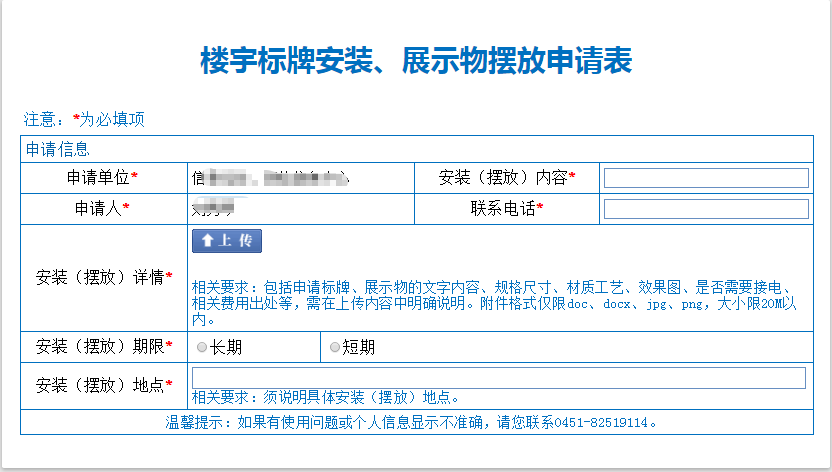 楼宇标牌安装、展示物摆放申请表
注意：*为必填项
申请信息
申请单位*
信
安装（摆放）内容*
申请人*
联系电话*
安装（摆放）详情*
上 传
相关要求：包括申请标牌、展示物的文字内容、规格尺寸、材质工艺、效果图、是否需要接电、
相关费用出处等，需在上传内容中明确说明。附件格式仅限doc、docx、jpg、png，大小限20M以
内。
安装（摆放）期限*
长期
短期
安装（摆放）地点*
相关要求：须说明具体安装（摆放）地点。
温馨提示：如果有使用问题或个人信息显示不准确，请您联系0451-82519114。